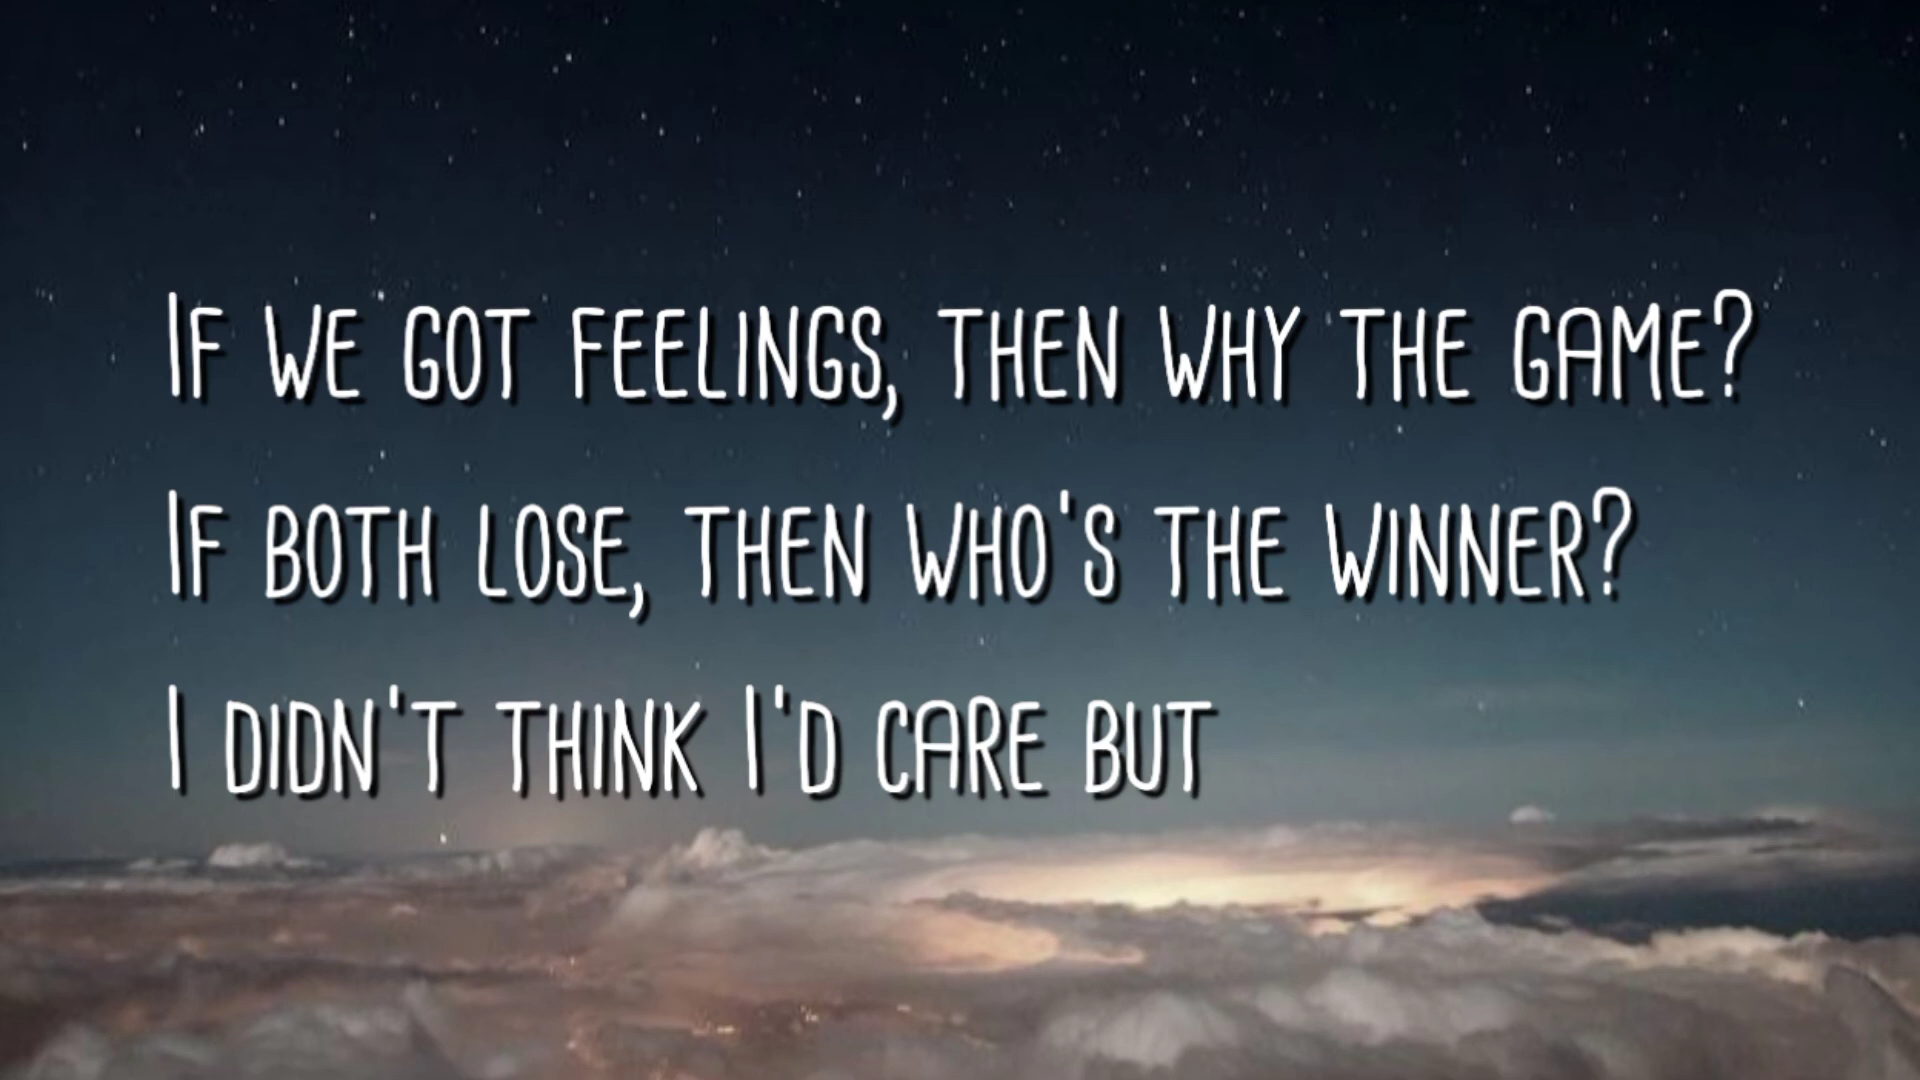 If we got feelings, then why the game?
If both lose, then who's the winner?
I didn't think I'd care but